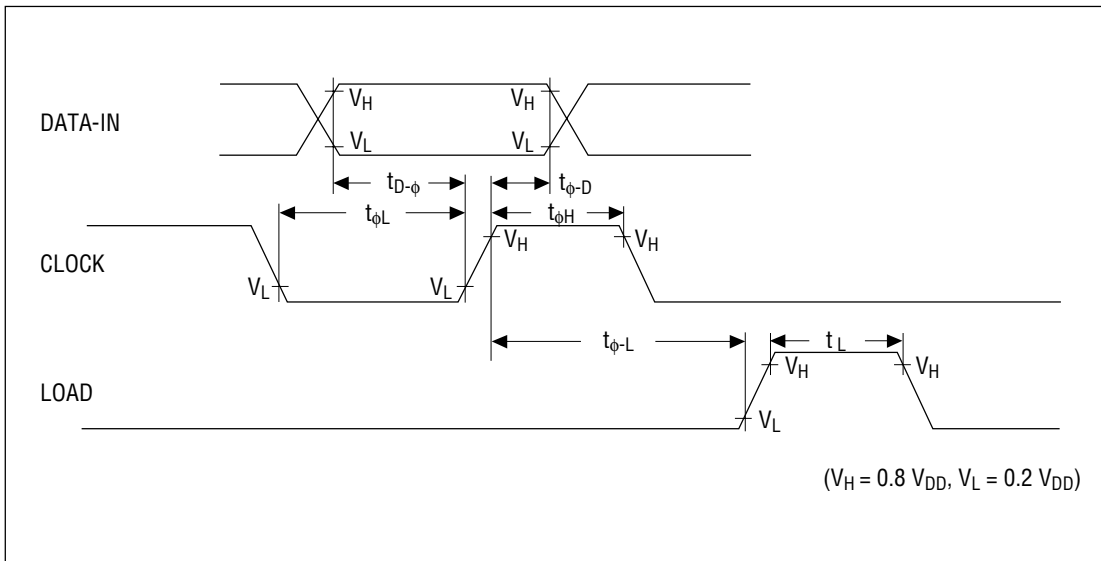 DATA-IN
V_H V_H
V_L V_L
t_D-ϕ t_ϕ-D
t_ϕL t_ϕH
CLOCK
V_H V_H
V_L V_L
t_ϕ-L t_L
LOAD
V_H V_H
V_L
(V_H = 0.8 V_DD, V_L = 0.2 V_DD)